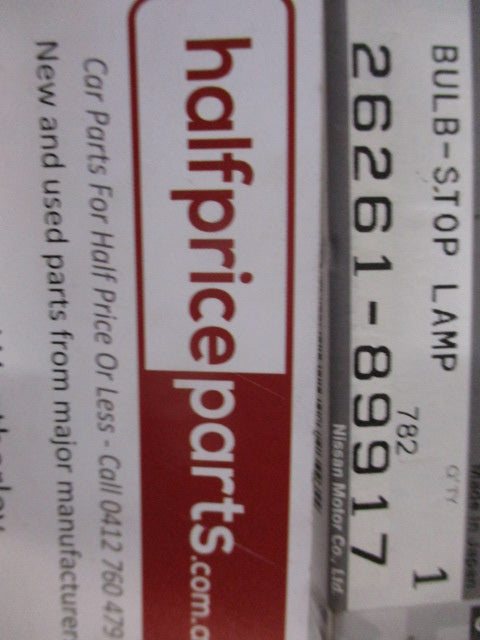 BULB-STOP LAMP
Q'TY
782 1
26261-89917
Nissan Motor Co., Ltd.
halfpriceparts.com.a
Car Parts For Half Price Or Less - Call 0412 760 479
New and used parts from major manufacturer